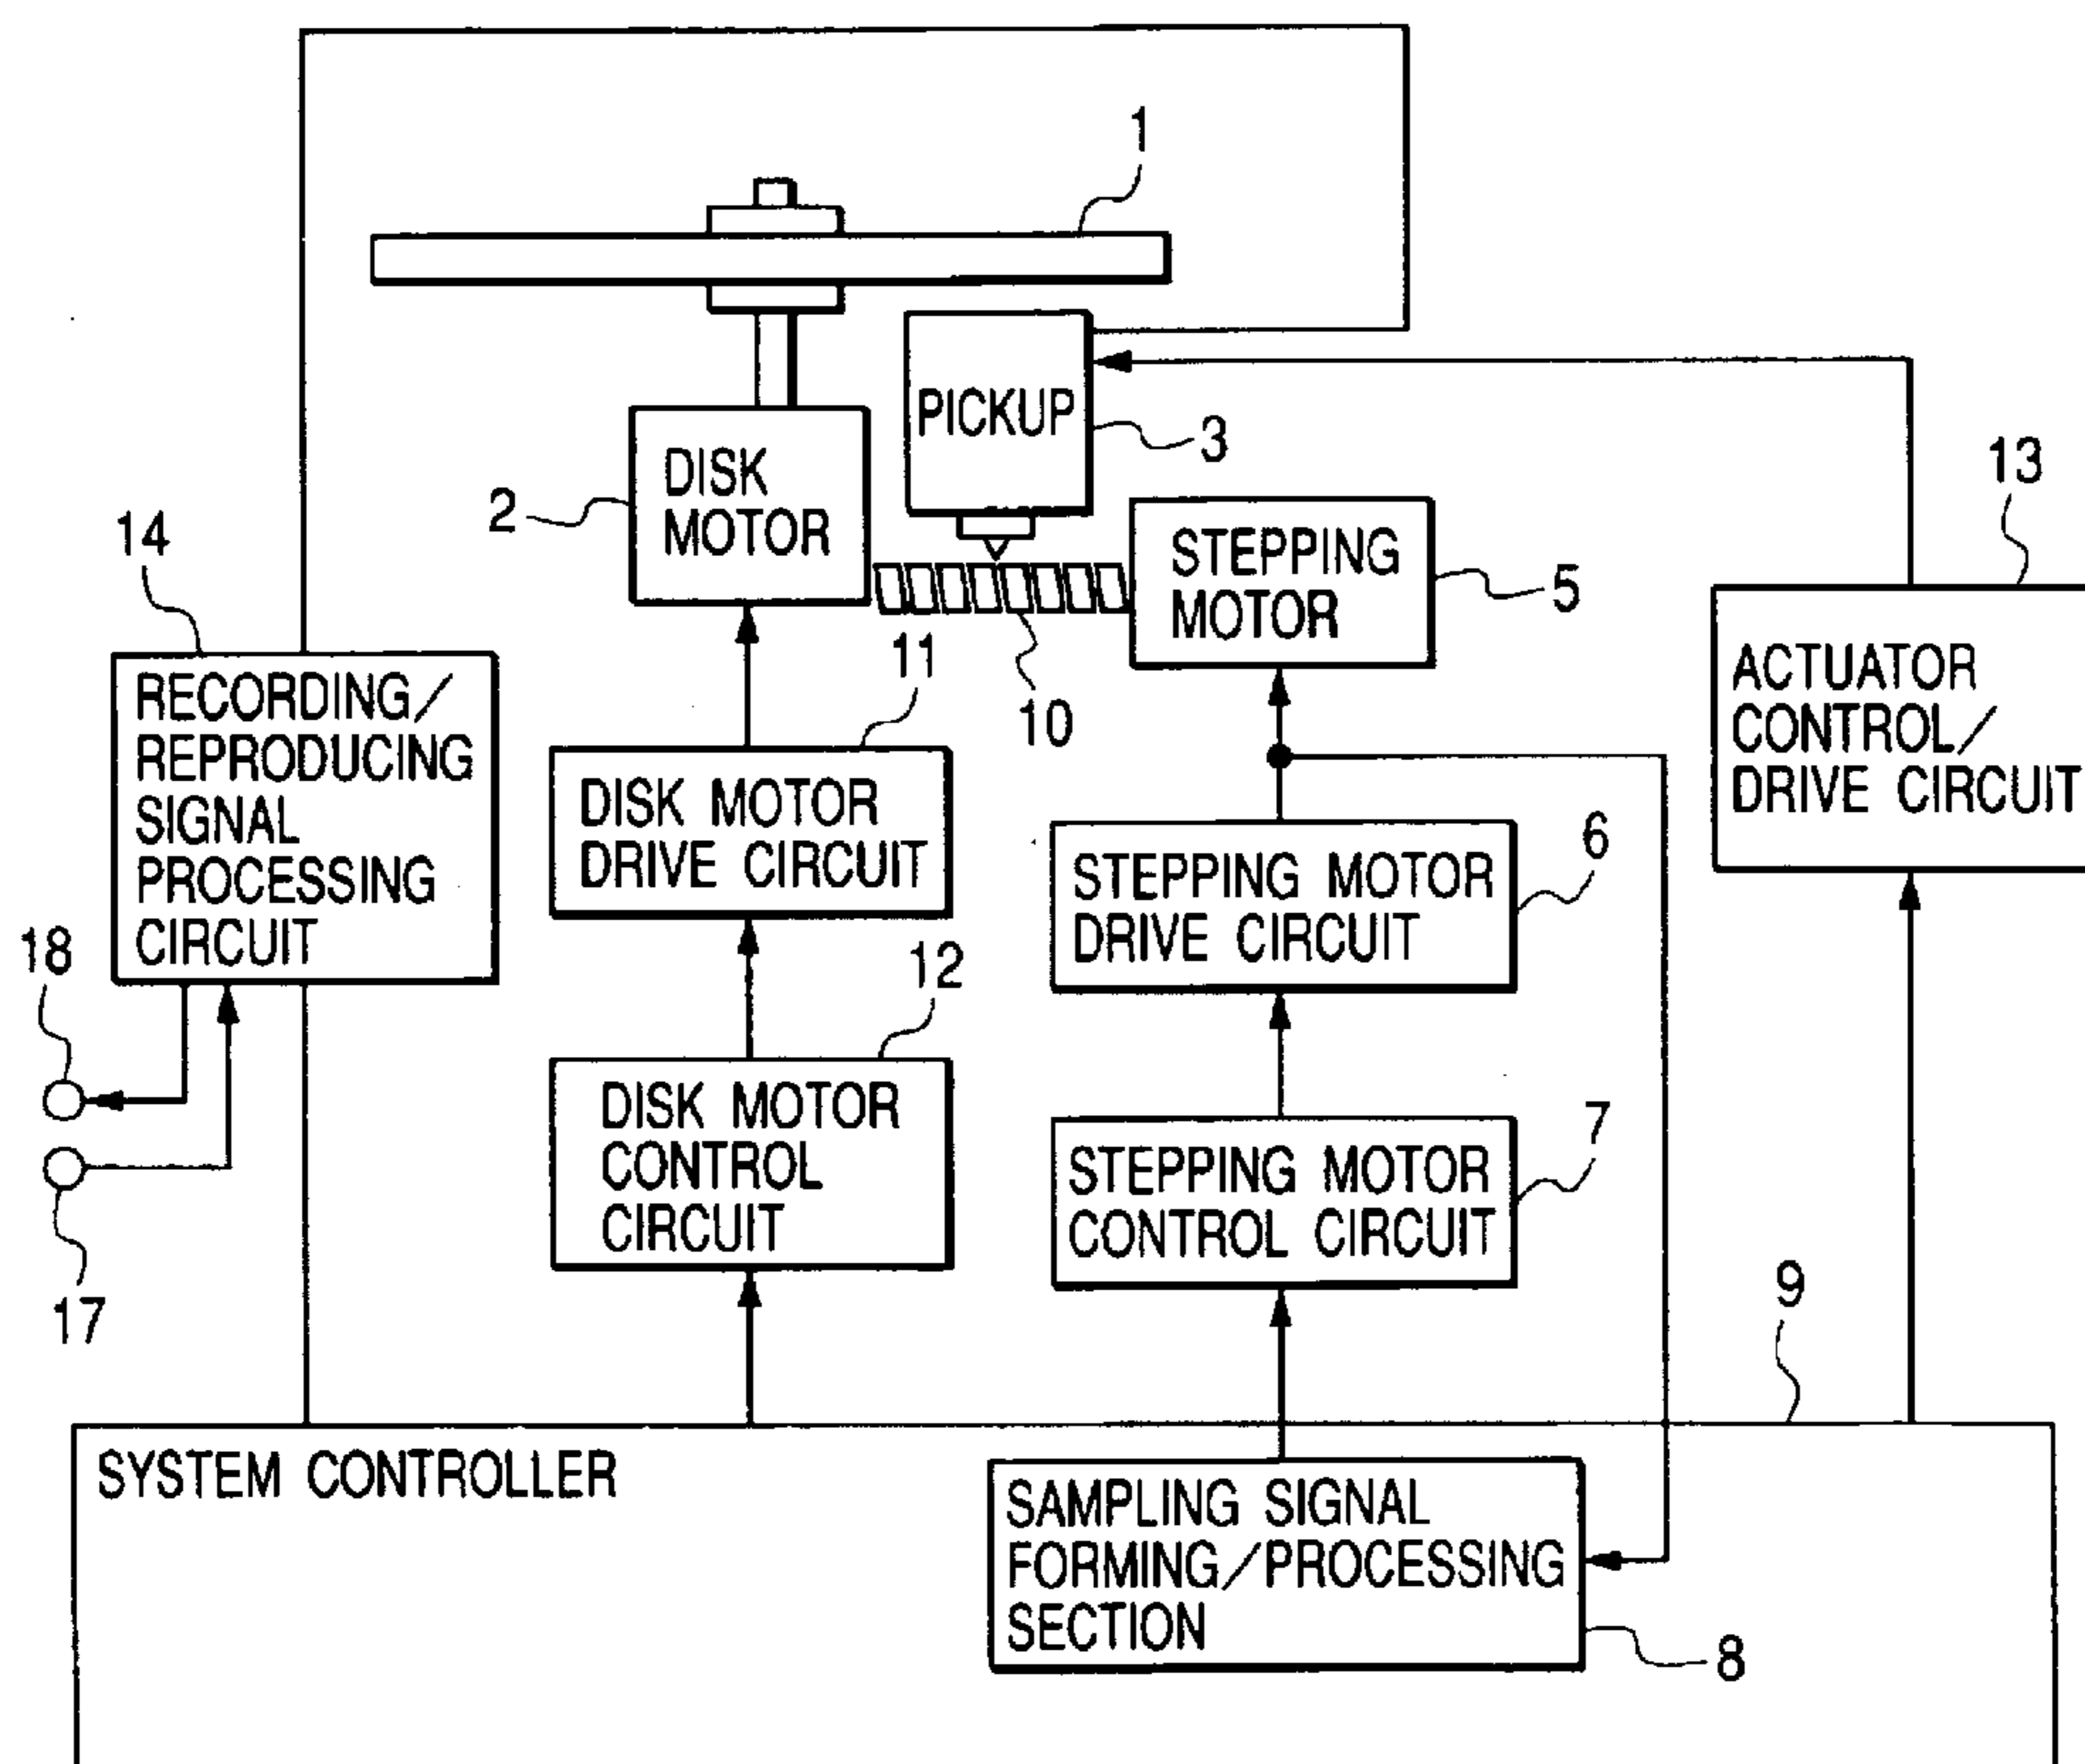 1
PICKUP
3
DISK
MOTOR
2
STEPPING
MOTOR
5
13
14
10
11
RECORDING/
REPRODUCING
SIGNAL
PROCESSING
CIRCUIT
ACTUATOR
CONTROL/
DRIVE CIRCUIT
DISK MOTOR
DRIVE CIRCUIT
STEPPING MOTOR
DRIVE CIRCUIT
6
18
12
DISK MOTOR
CONTROL
CIRCUIT
STEPPING MOTOR
CONTROL CIRCUIT
7
17
9
SYSTEM CONTROLLER
SAMPLING SIGNAL
FORMING/PROCESSING
SECTION
8